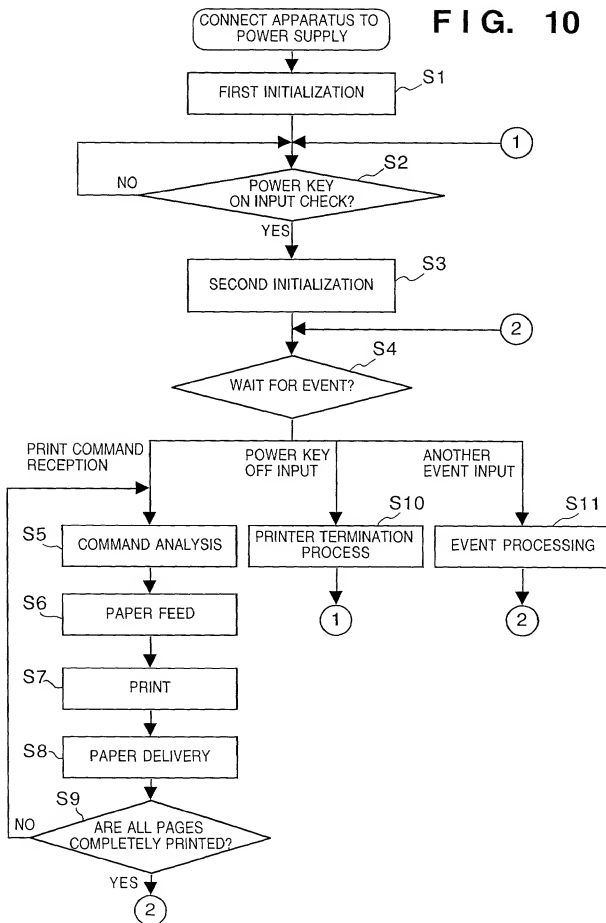 FIG. 10
CONNECT APPARATUS TO
POWER SUPPLY
S1
FIRST INITIALIZATION
1
S2
NO
POWER KEY
ON INPUT CHECK?
YES
S3
SECOND INITIALIZATION
2
S4
WAIT FOR EVENT?
PRINT COMMAND
RECEPTION
POWER KEY
OFF INPUT
ANOTHER
EVENT INPUT
S5
COMMAND ANALYSIS
S10
PRINTER TERMINATION
PROCESS
S11
EVENT PROCESSING
S6
PAPER FEED
1
2
S7
PRINT
S8
PAPER DELIVERY
S9
NO
ARE ALL PAGES
COMPLETELY PRINTED?
YES
2